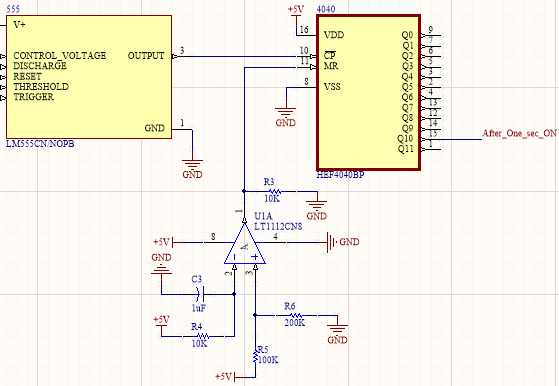 555
V+
CONTROL_VOLTAGE
DISCHARGE
RESET
THRESHOLD
TRIGGER
OUTPUT
3
GND
1
LM555CN/NOPB
GND
+5V
4040
16
VDD
10
CP
11
MR
8
VSS
GND
Q0
9
Q1
7
Q2
6
Q3
5
Q4
3
Q5
2
Q6
4
Q7
13
Q8
12
Q9
14
Q10
15
Q11
1
After_One_sec_ON
HEF4040BP
R3
10K
GND
1
U1A
LT1112CN8
+5V
8
A
4
GND
GND
2
3
C3
1uF
+5V
R4
10K
R6
200K
GND
R5
100K
+5V